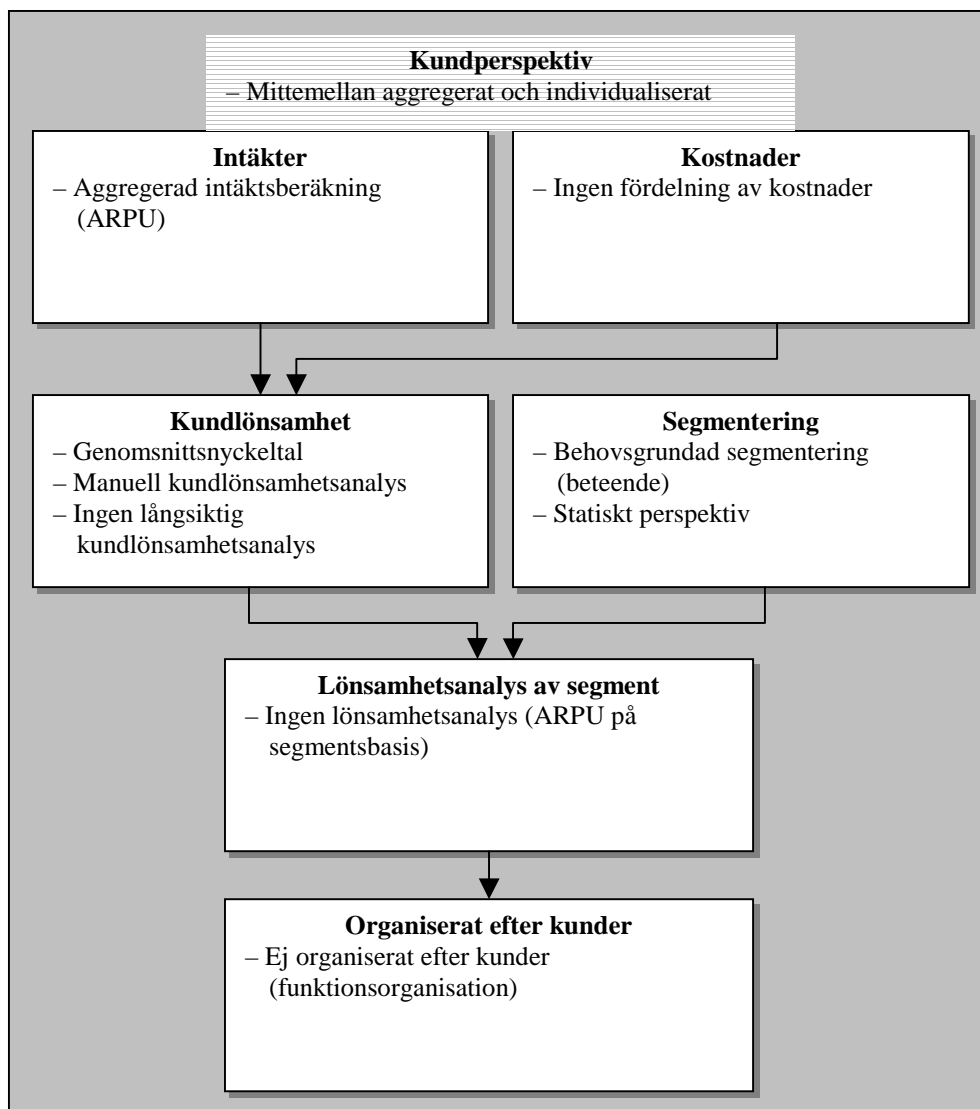 Kundperspektiv
– Mittemellan aggregerat och individualiserat
Intäkter
– Aggregerad intäktsberäkning
(ARPU)
Kostnader
– Ingen fördelning av kostnader
Kundlönsamhet
– Genomsnittsnyckeltal
– Manuell kundlönsamhetsanalys
– Ingen långsiktig
kundlönsamhetsanalys
Segmentering
– Behovsgrundad segmentering
(beteende)
– Statiskt perspektiv
Lönsamhetsanalys av segment
– Ingen lönsamhetsanalys (ARPU på
segmentsbasis)
Organiserat efter kunder
– Ej organiserat efter kunder
(funktionsorganisation)